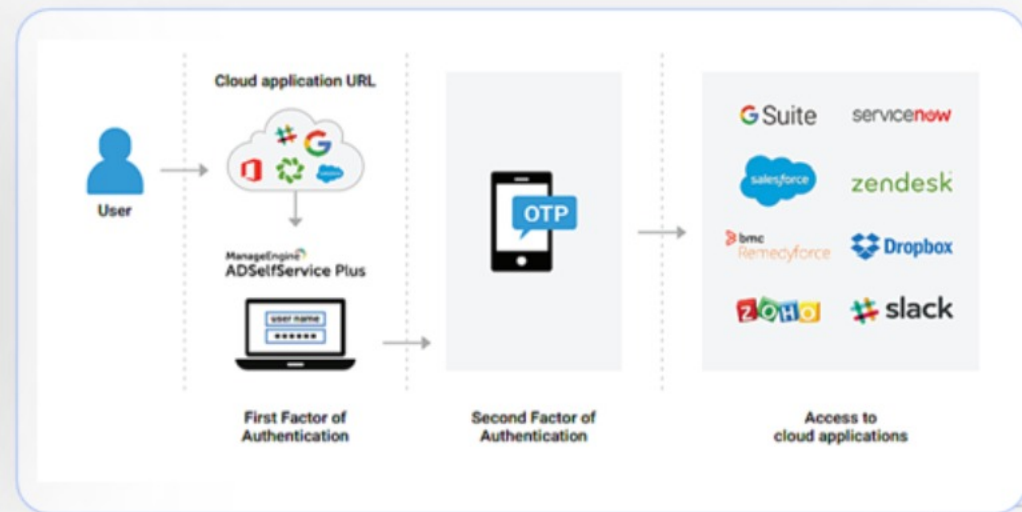 Cloud application URL
User
ManageEngine
ADSelfService Plus
user name
******
First Factor of
Authentication
OTP
Second Factor of
Authentication
G Suite
servicenow
salesforce
zendesk
bmc
Remedyforce
Dropbox
ZOHO
slack
Access to
cloud applications